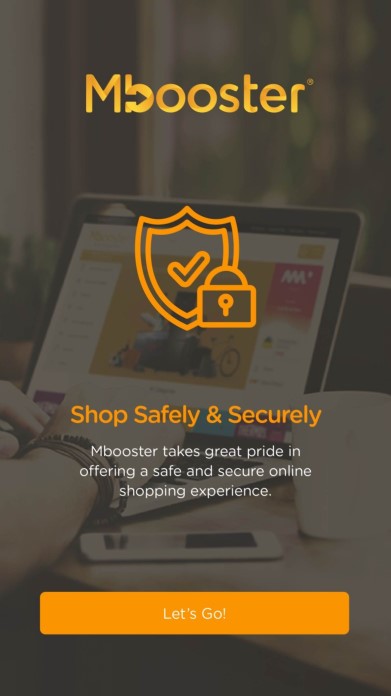 Mbooster®
Shop Safely & Securely
Mbooster takes great pride in
offering a safe and secure online
shopping experience.
Let's Go!